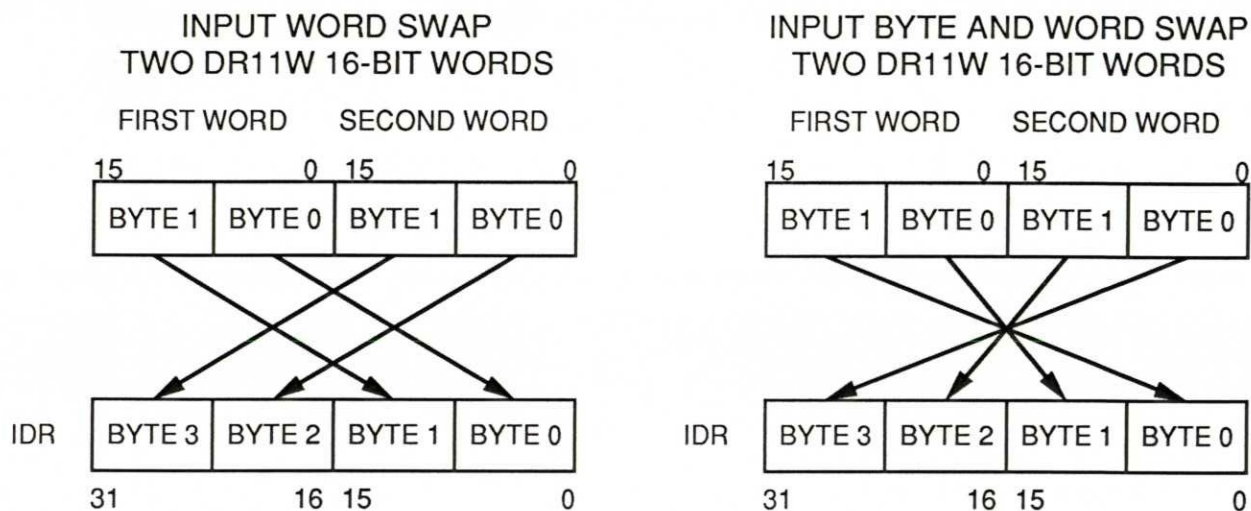 INPUT WORD SWAP
TWO DR11W 16-BIT WORDS
FIRST WORD SECOND WORD
15 0 15 0
BYTE 1 BYTE 0 BYTE 1 BYTE 0
IDR BYTE 3 BYTE 2 BYTE 1 BYTE 0
31 16 15 0
INPUT BYTE AND WORD SWAP
TWO DR11W 16-BIT WORDS
FIRST WORD SECOND WORD
15 0 15 0
BYTE 1 BYTE 0 BYTE 1 BYTE 0
IDR BYTE 3 BYTE 2 BYTE 1 BYTE 0
31 16 15 0